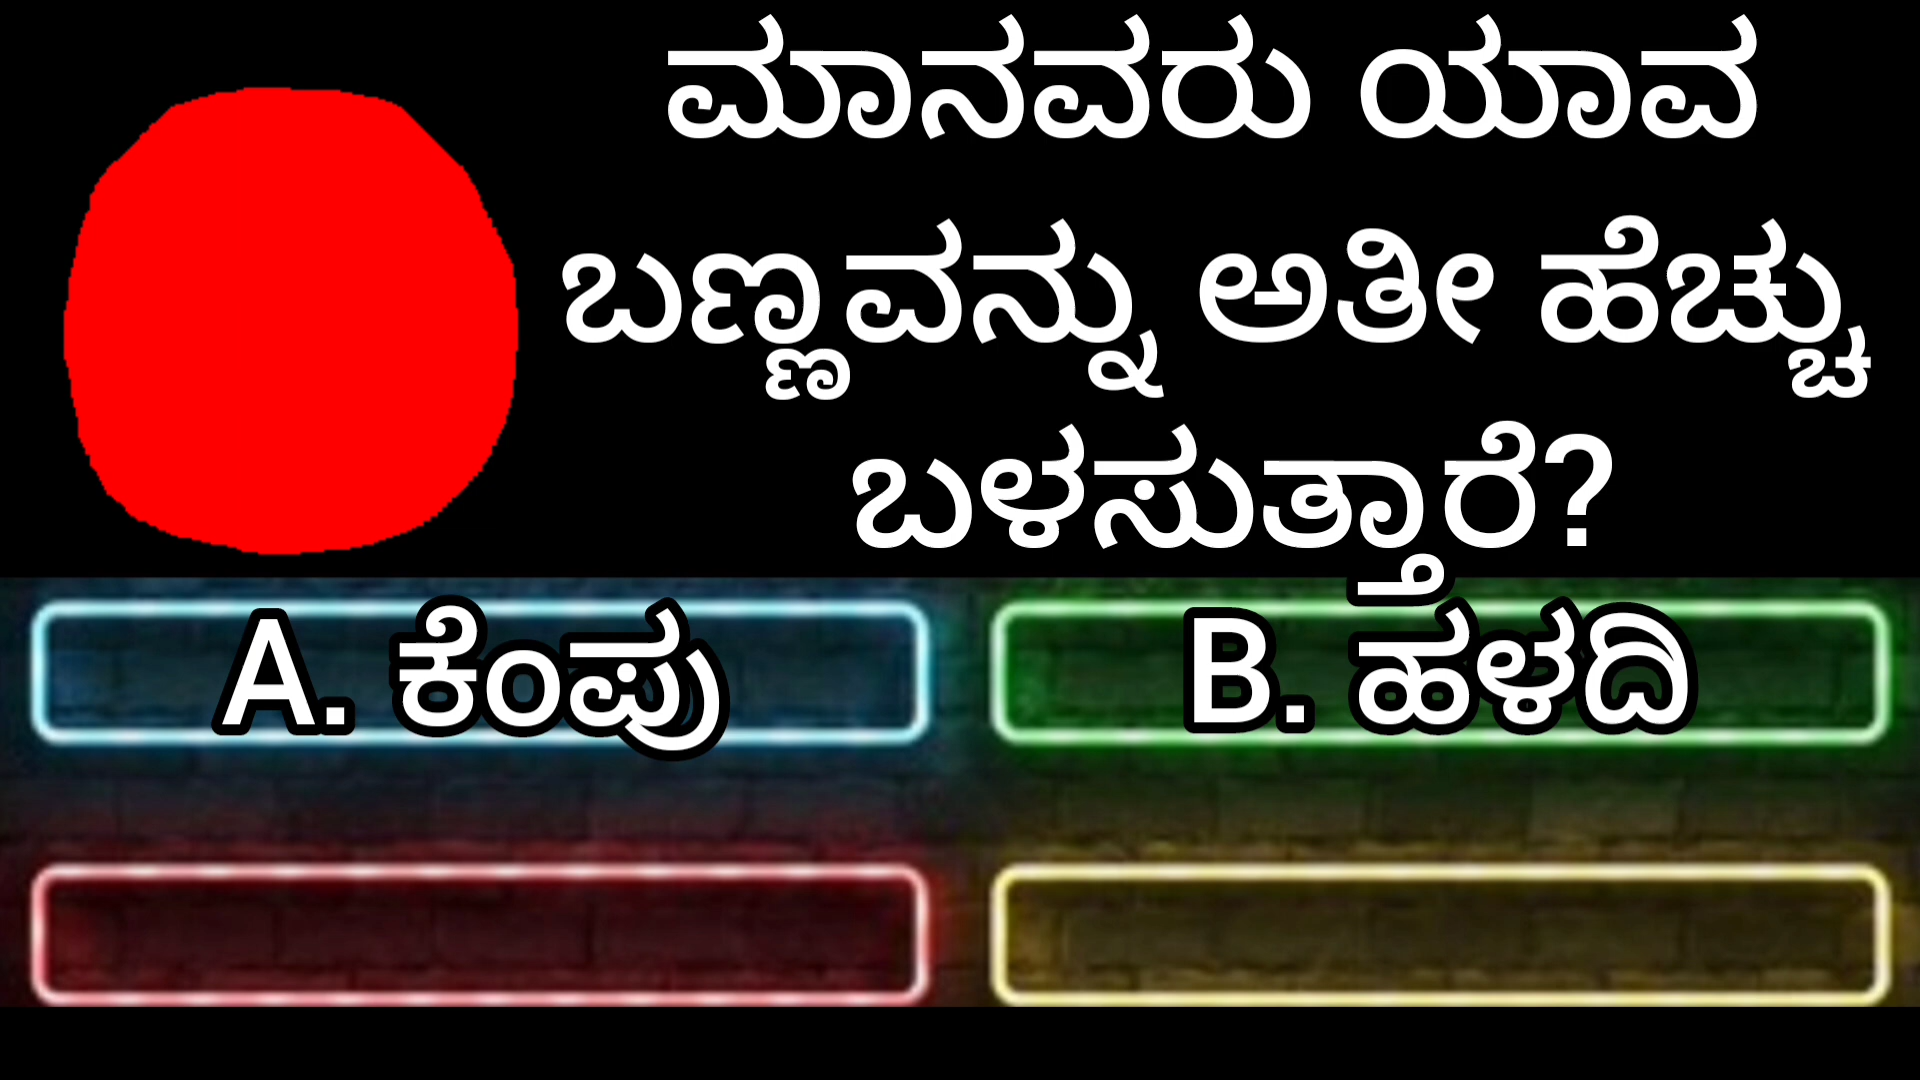 ಮಾನವರು ಯಾವ
ಬಣ್ಣವನ್ನು ಅತೀ ಹೆಚ್ಚು
ಬಳಸುತ್ತಾರೆ?
A. ಕೆಂಪು
B. ಹಳದಿ